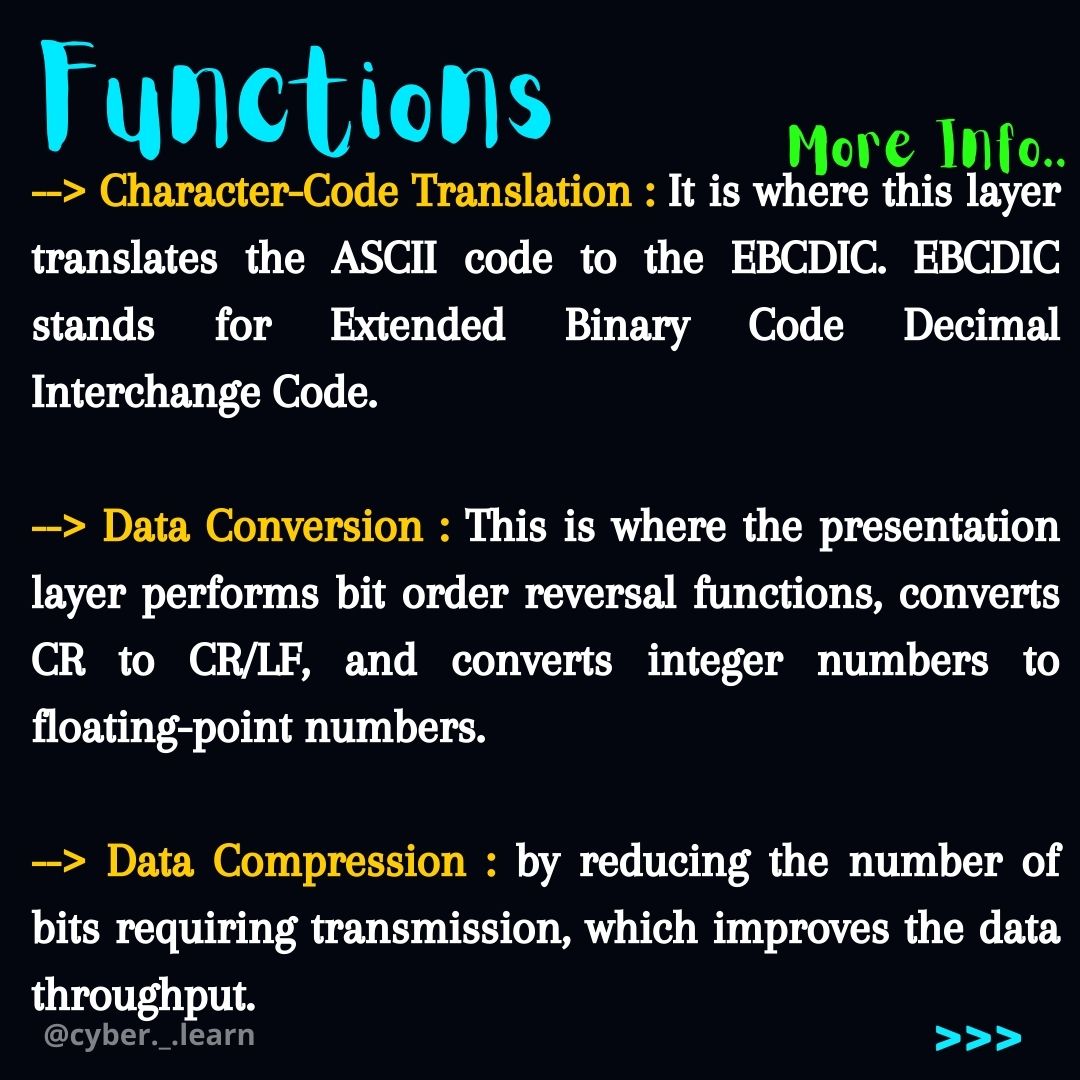 Functions
More Info..
--> Character-Code Translation : It is where this layer
translates the ASCII code to the EBCDIC. EBCDIC
stands for Extended Binary Code Decimal
Interchange Code.
--> Data Conversion : This is where the presentation
layer performs bit order reversal functions, converts
CR to CR/LF, and converts integer numbers to
floating-point numbers.
--> Data Compression : by reducing the number of
bits requiring transmission, which improves the data
throughput.
@cyber._.learn
>>>